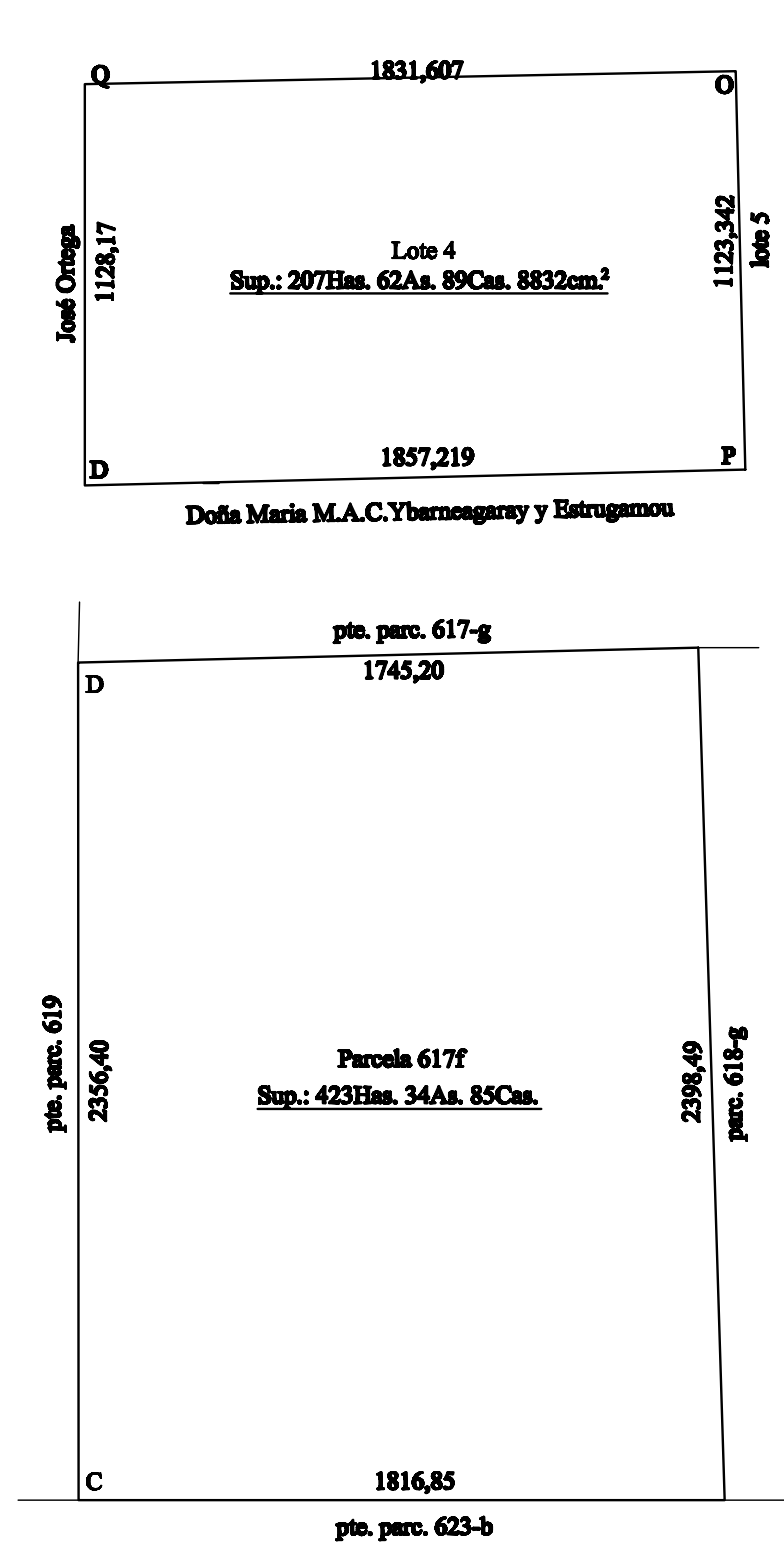 Q
1831,607
O
José Ortega
1128,17
Lote 4
Sup.: 207Has. 62As. 89Cas. 8832cm.²
1123,342
lote 5
D
1857,219
P
Doña Maria M.A.C.Ybarneagaray y Estrugamou
pte. parc. 617-g
D
1745,20
pte. parc. 619
2356,40
Parcela 617f
Sup.: 423Has. 34As. 85Cas.
2398,49
parc. 618-g
C
1816,85
pte. parc. 623-b